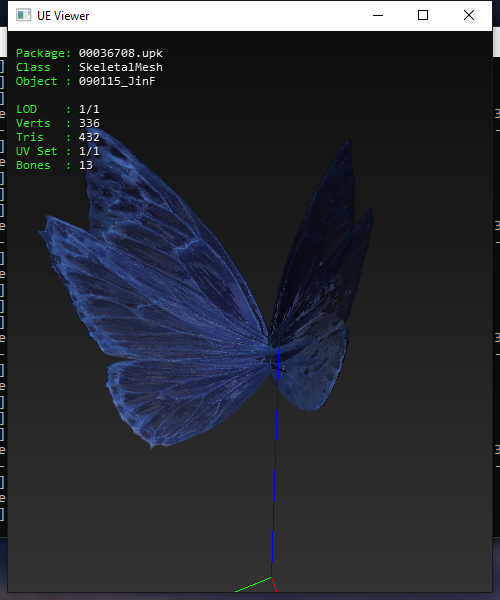 UE Viewer
Package: 00036708.upk
Class  : SkeletalMesh
Object : 090115_JinF
LOD    : 1/1
Verts  : 336
Tris   : 432
UV Set : 1/1
Bones  : 13